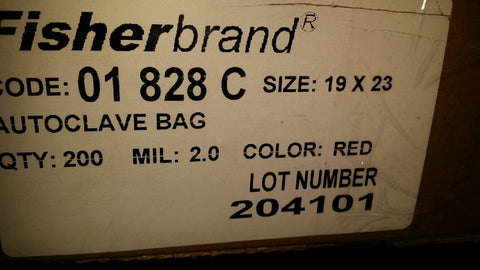 Fisherbrand®
CODE: 01 828 C SIZE: 19 X 23
AUTOCLAVE BAG
QTY: 200 MIL: 2.0 COLOR: RED
LOT NUMBER
204101